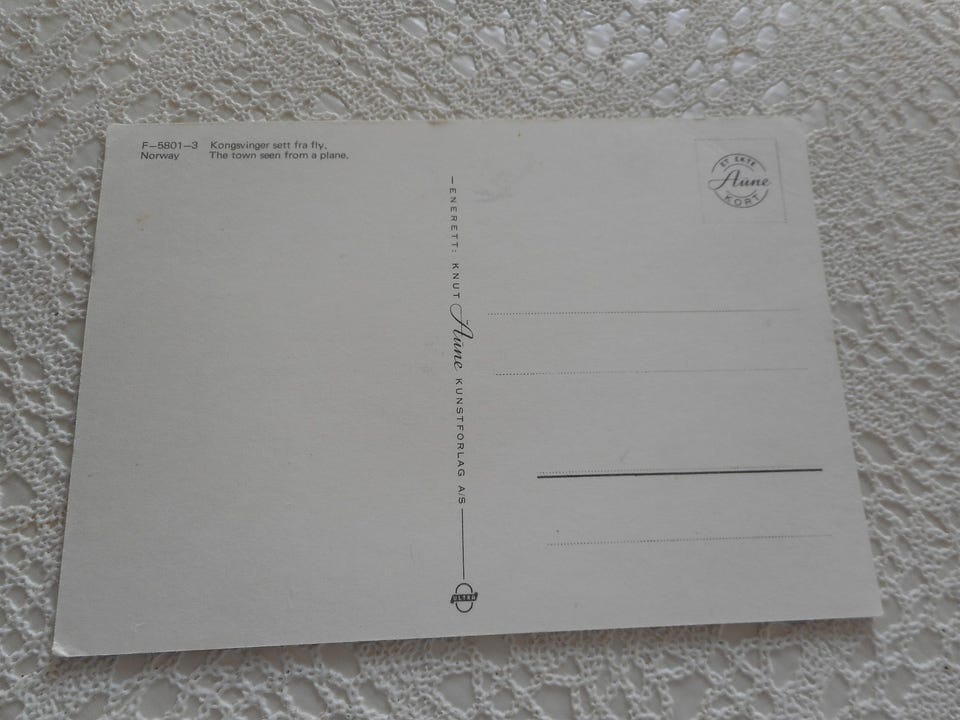 F-5801-3 Kongsvinger sett fra fly.
Norway The town seen from a plane.
ENERETT: KNUT Aune KUNSTFORLAG A/S
ULTRA
ET EKTE
Aune
KORT